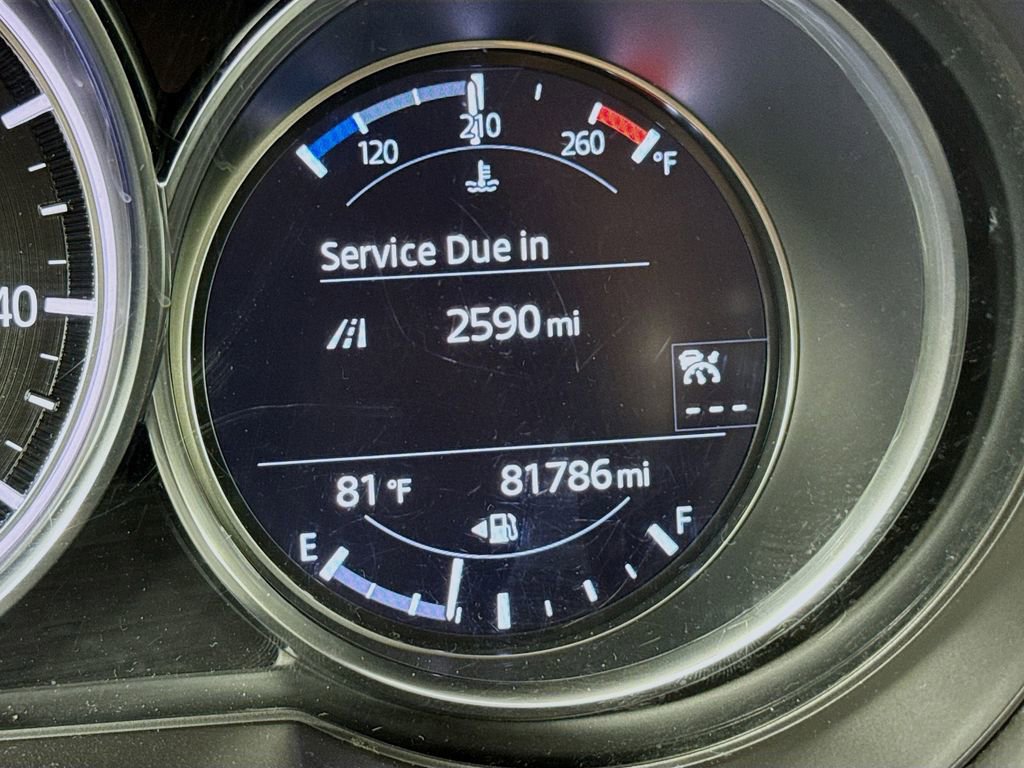 120 210 260 °F
Service Due in
40
2590 mi
---
81 °F 81786 mi
E F